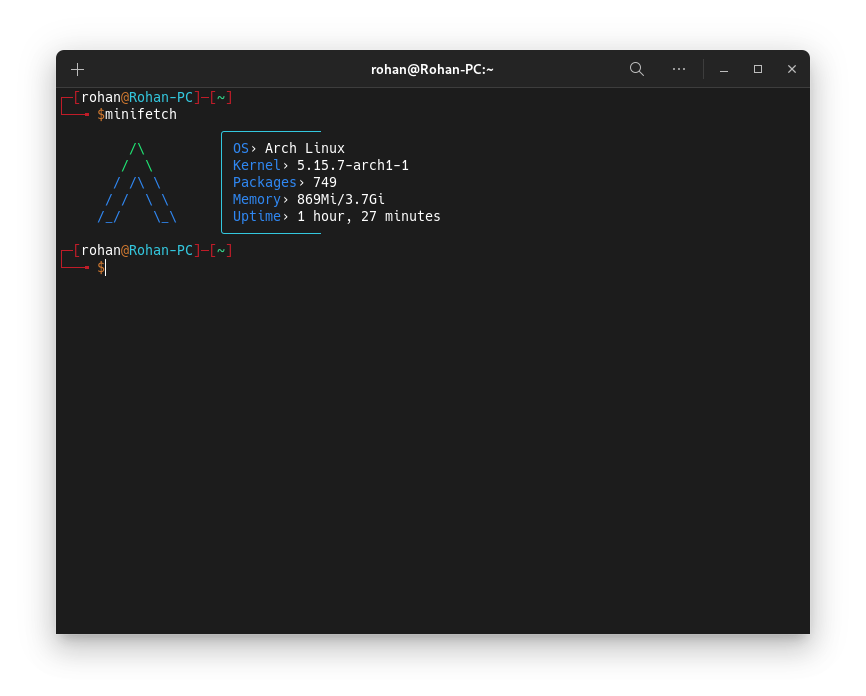 rohan@Rohan-PC:~
┌─[rohan@Rohan-PC]─[~]
└──╼ $minifetch
/\
/  \
/ /\ \
/ /  \ \
/_/    \_\
OS› Arch Linux
Kernel› 5.15.7-arch1-1
Packages› 749
Memory› 869Mi/3.7Gi
Uptime› 1 hour, 27 minutes
┌─[rohan@Rohan-PC]─[~]
└──╼ $